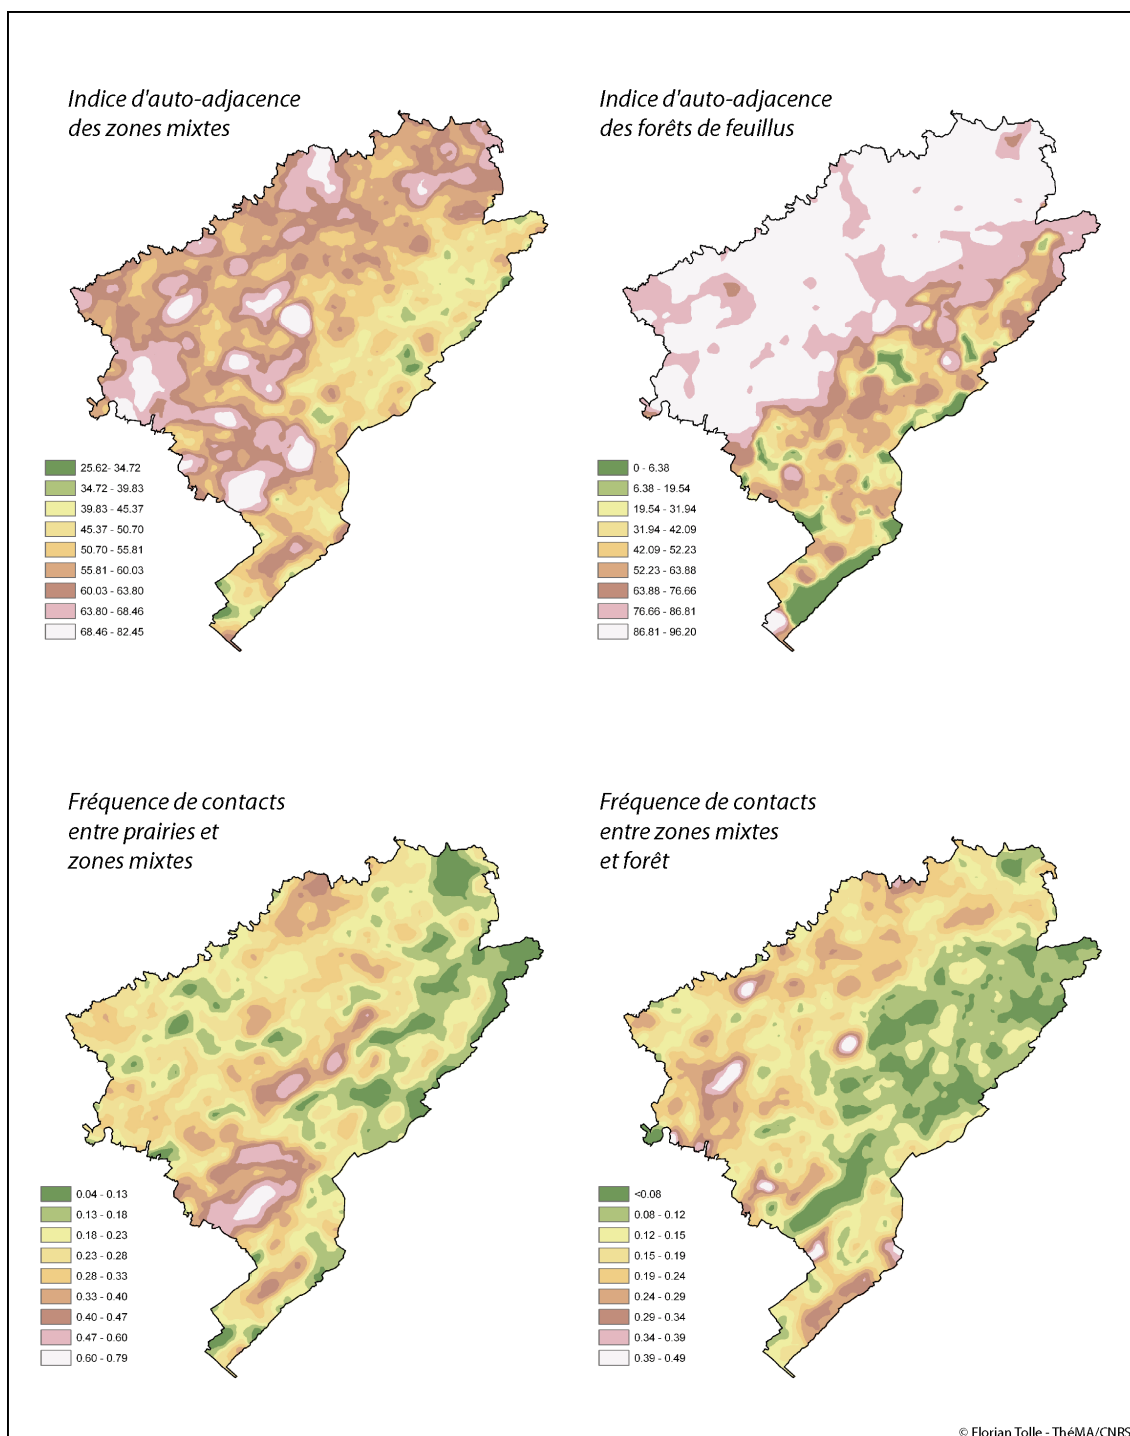 Indice d'auto-adjacence
des zones mixtes
Indice d'auto-adjacence
des forêts de feuillus
25.62- 34.72
34.72 - 39.83
39.83 - 45.37
45.37 - 50.70
50.70 - 55.81
55.81 - 60.03
60.03 - 63.80
63.80 - 68.46
68.46 - 82.45
0 - 6.38
6.38 - 19.54
19.54 - 31.94
31.94 - 42.09
42.09 - 52.23
52.23 - 63.88
63.88 - 76.66
76.66 - 86.81
86.81 - 96.20
Fréquence de contacts
entre prairies et
zones mixtes
Fréquence de contacts
entre zones mixtes
et forêt
0.04 - 0.13
0.13 - 0.18
0.18 - 0.23
0.23 - 0.28
0.28 - 0.33
0.33 - 0.40
0.40 - 0.47
0.47 - 0.60
0.60 - 0.79
<0.08
0.08 - 0.12
0.12 - 0.15
0.15 - 0.19
0.19 - 0.24
0.24 - 0.29
0.29 - 0.34
0.34 - 0.39
0.39 - 0.49
© Florian Tolle - ThéMA/CNRS